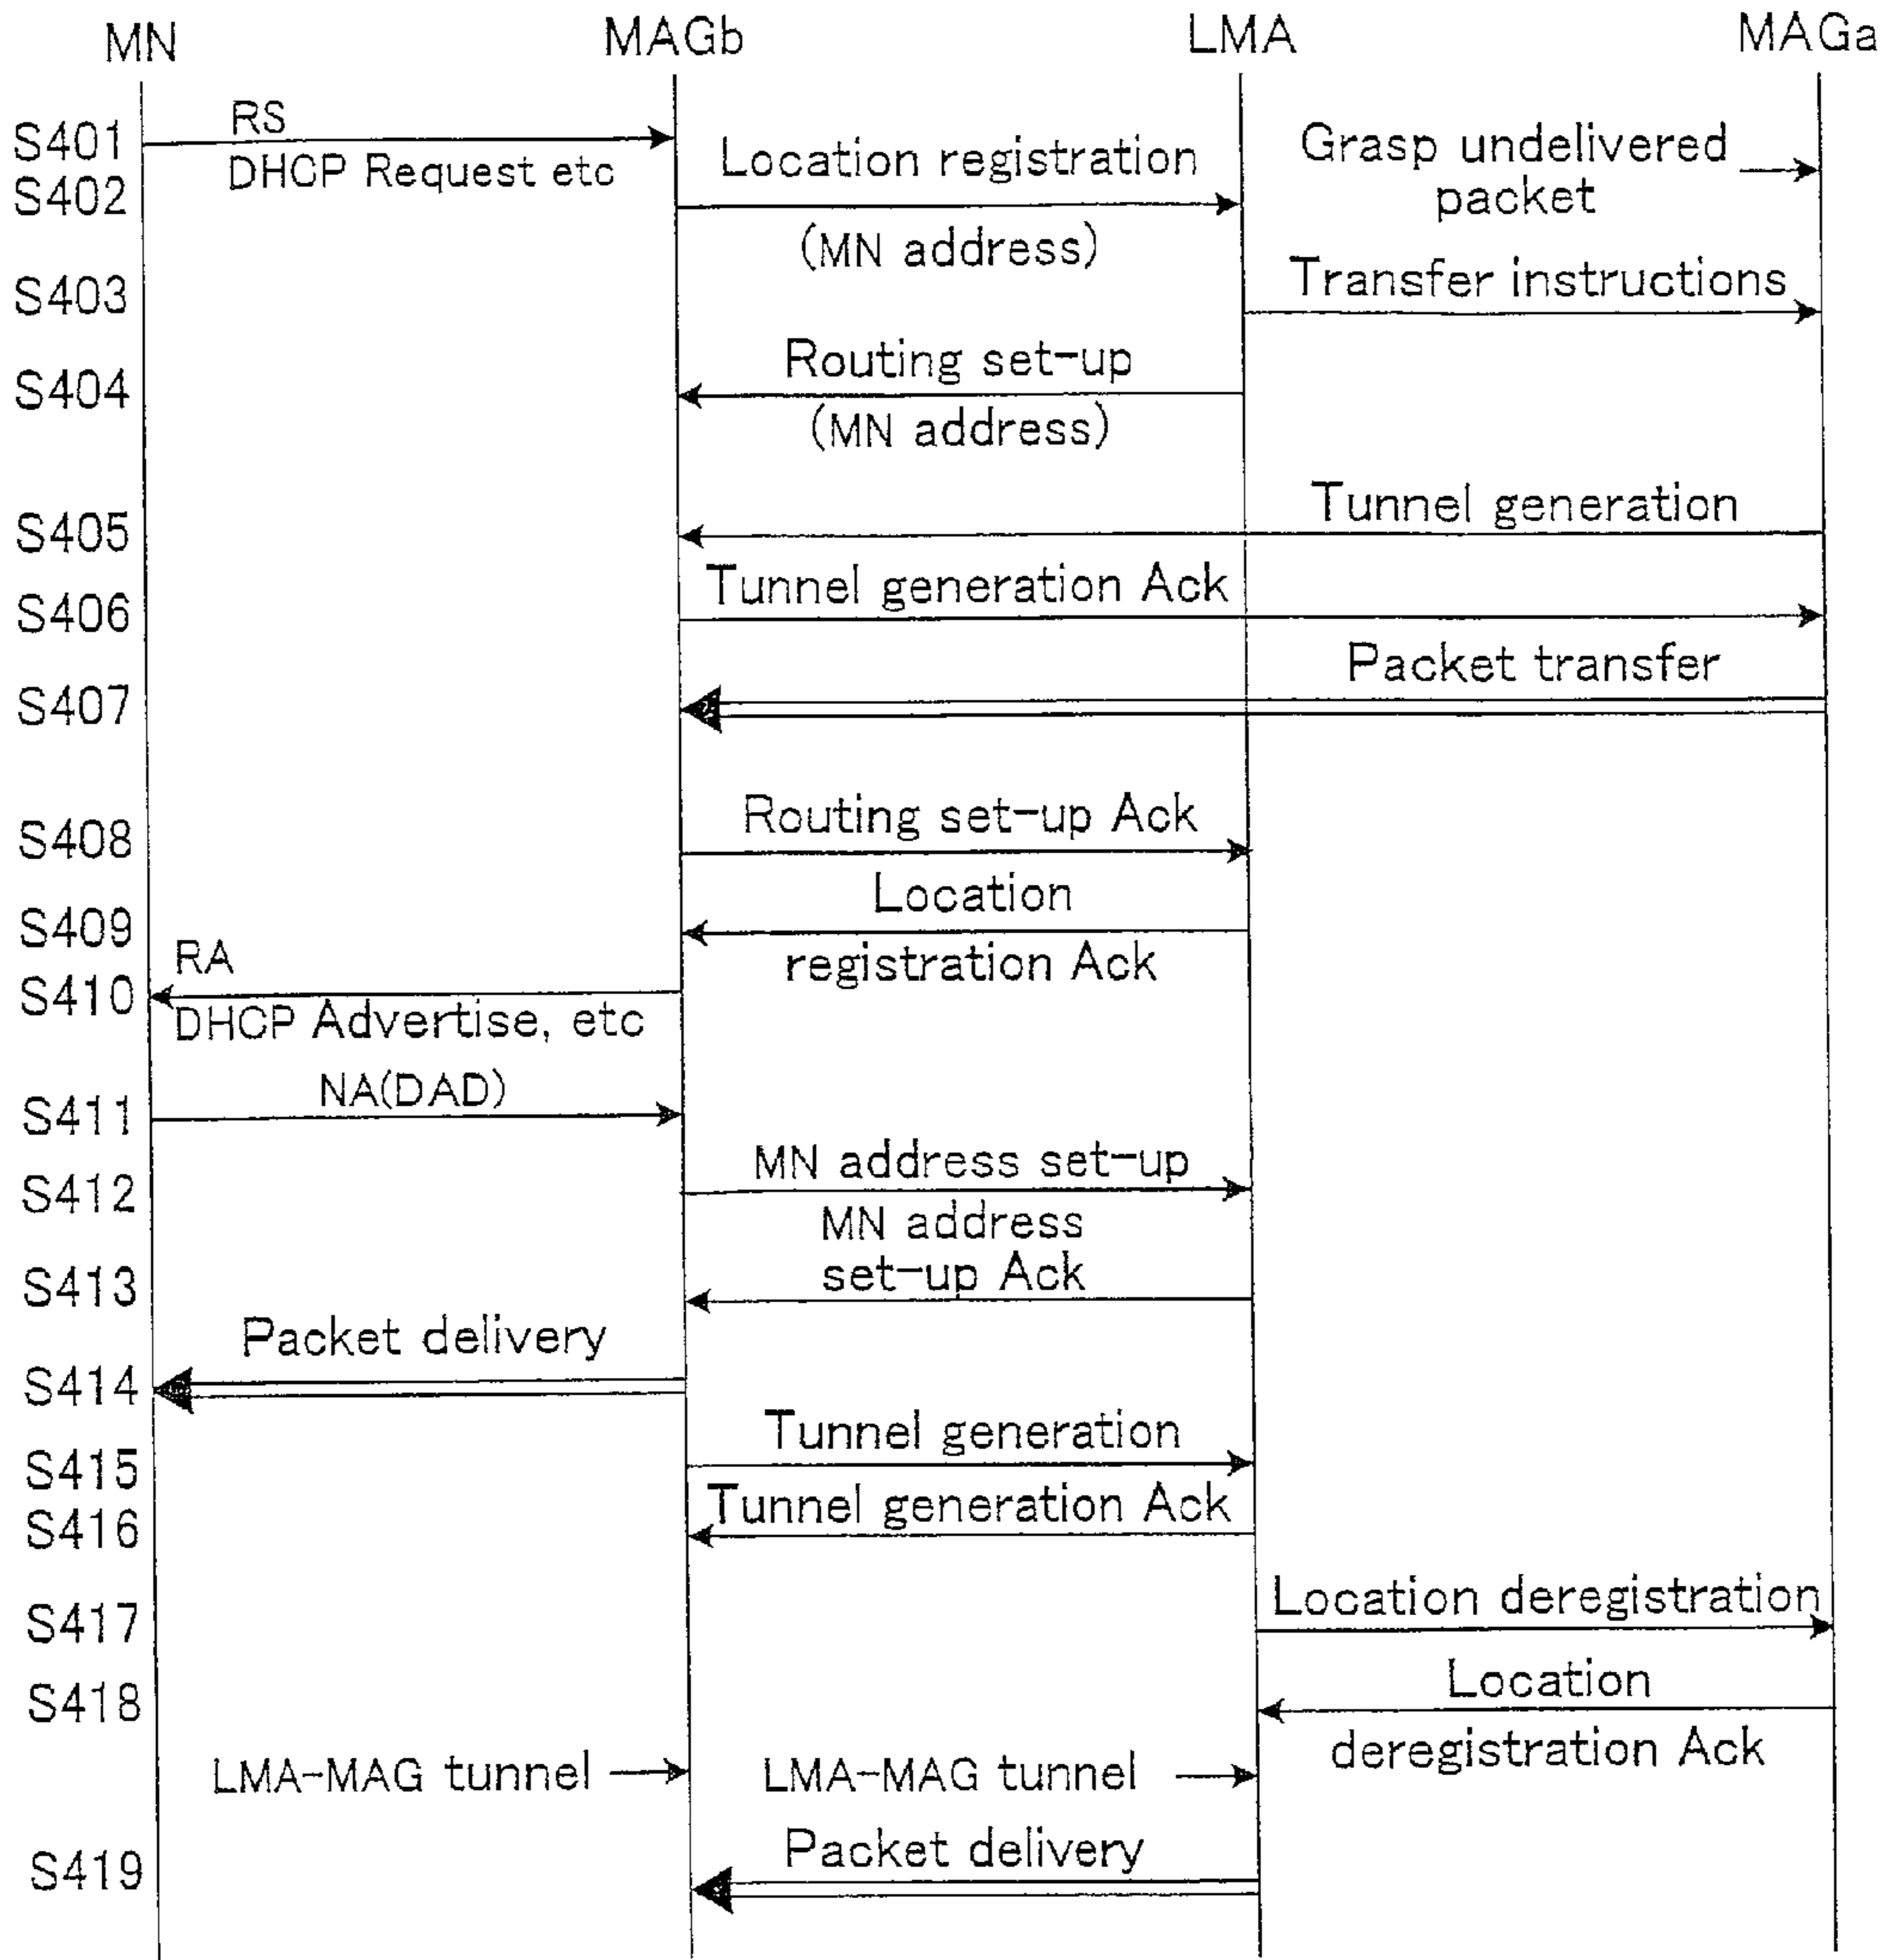 MN MAGb LMA MAGa
S401 RS
DHCP Request etc
Grasp undelivered
packet
S402 Location registration
(MN address)
S403 Transfer instructions
S404 Routing set-up
(MN address)
S405 Tunnel generation
S406 Tunnel generation Ack
S407 Packet transfer
S408 Routing set-up Ack
S409 Location
registration Ack
S410 RA
DHCP Advertise, etc
S411 NA(DAD)
S412 MN address set-up
S413 MN address
set-up Ack
S414 Packet delivery
S415 Tunnel generation
S416 Tunnel generation Ack
S417 Location deregistration
S418 Location
deregistration Ack
LMA-MAG tunnel LMA-MAG tunnel
S419 Packet delivery